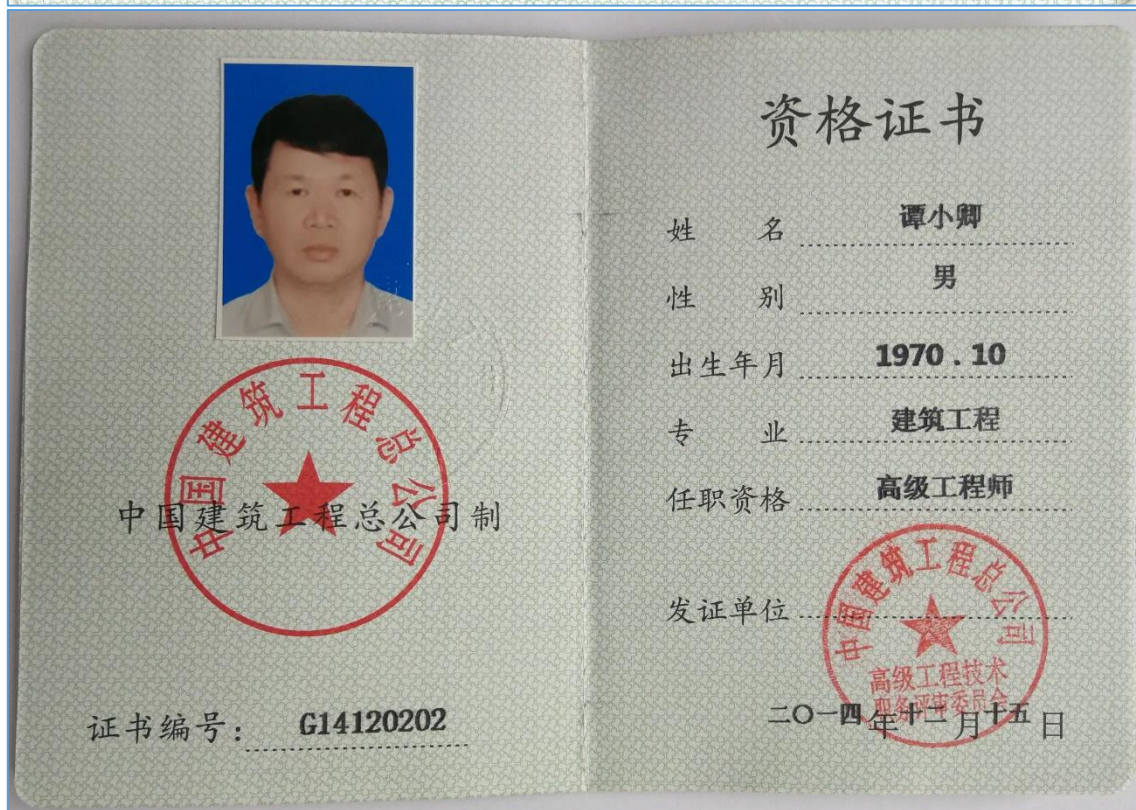 中国建筑工程总公司
中国建筑工程总公司制
证书编号: G14120202
资格证书
姓 名 谭小卿
性 别 男
出生年月 1970.10
专 业 建筑工程
任职资格 高级工程师
发证单位
中国建筑工程总公司
高级工程技术
职务评审委员会
二〇一四年十二月十五日